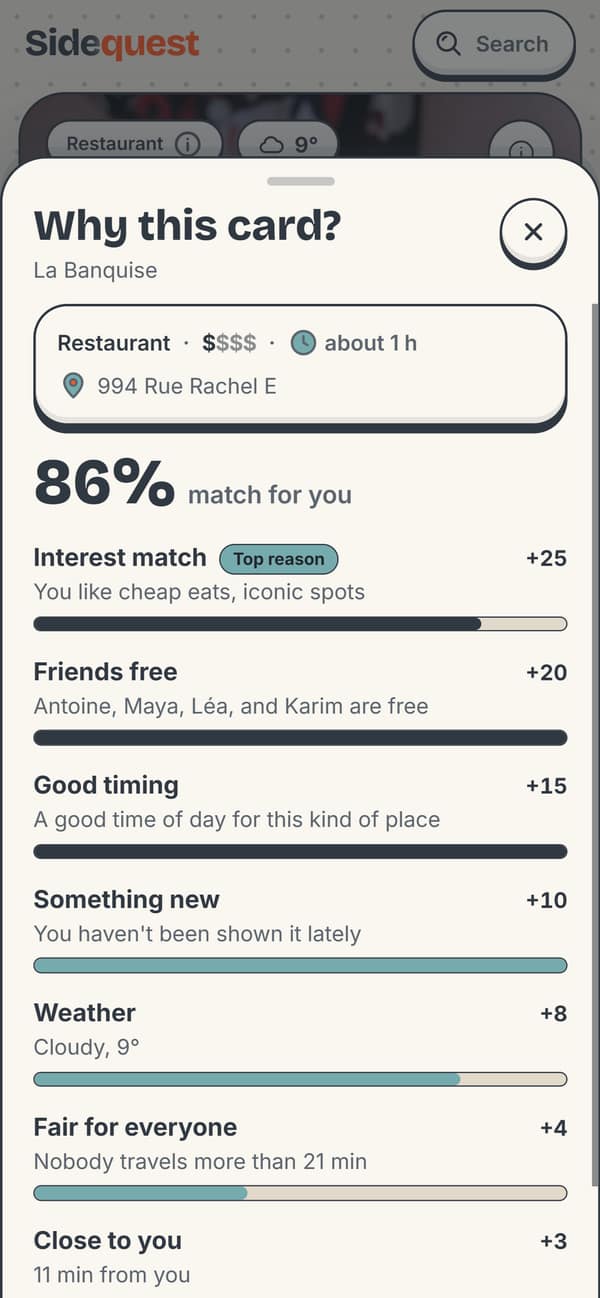 Sidequest
Search
Restaurant
9°
Why this card?
La Banquise
Restaurant · $$$$ · about 1 h
994 Rue Rachel E
86% match for you
Interest match Top reason +25
You like cheap eats, iconic spots
Friends free +20
Antoine, Maya, Léa, and Karim are free
Good timing +15
A good time of day for this kind of place
Something new +10
You haven't been shown it lately
Weather +8
Cloudy, 9°
Fair for everyone +4
Nobody travels more than 21 min
Close to you +3
11 min from you